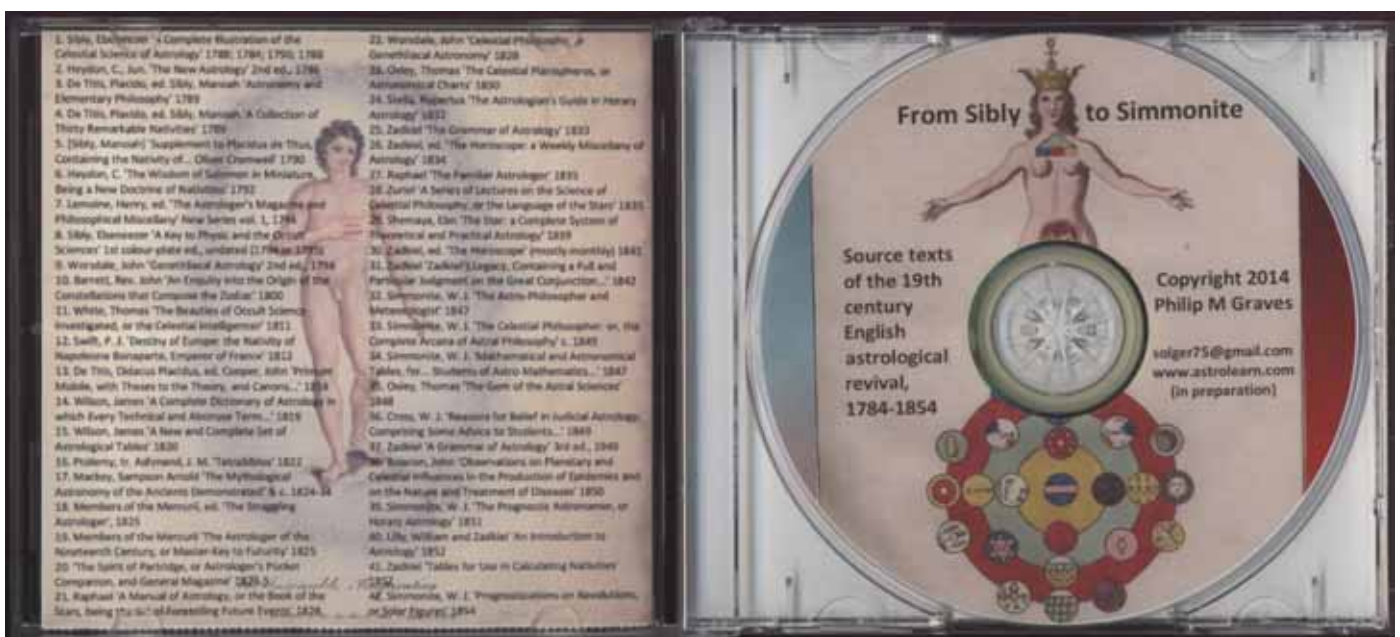 1. Sibly, Ebenezer 'A Complete Illustration of the
Celestial Science of Astrology' 1788; 1784; 1790; 1788
2. Heydon, C., Jun. 'The New Astrology' 2nd ed., 1786
3. De Titis, Placido, ed. Sibly, Manoah 'Astronomy and
Elementary Philosophy' 1789
4. De Titis, Placido, ed. Sibly, Manoah 'A Collection of
Thirty Remarkable Nativities' 1789
5. [Sibly, Manoah] 'Supplement to Placidus de Titus,
Containing the Nativity of... Oliver Cromwell' 1790
6. Heydon, C. 'The Wisdom of Solomon in Miniature,
Being a New Doctrine of Nativities' 1792
7. Lemoine, Henry, ed. 'The Astrologer's Magazine and
Philosophical Miscellany' New Series vol. 1, 1794
8. Sibly, Ebenezer 'A Key to Physic and the Occult
Sciences' 1st colour-plate ed., undated (1794 or 1795)
9. Worsdale, John 'Genethliacal Astrology' 2nd ed., 1798
10. Barrett, Rev. John 'An Enquiry into the Origin of the
Constellations that Compose the Zodiac' 1800
11. White, Thomas 'The Beauties of Occult Science
Investigated, or the Celestial Intelligencer' 1811
12. Swift, P. J. 'Destiny of Europe: the Nativity of
Napoleone Bonaparte, Emperor of France' 1812
13. De Titis, Didacus Placidus, ed. Cooper, John 'Primum
Mobile, with Theses to the Theory, and Canons...' 1814
14. Wilson, James 'A Complete Dictionary of Astrology in
which Every Technical and Abstruse Term...' 1819
15. Wilson, James 'A New and Complete Set of
Astrological Tables' 1820
16. Ptolemy, tr. Ashmand, J. M. 'Tetrabiblos' 1822
17. Mackey, Sampson Arnold 'The Mythological
Astronomy of the Ancients Demonstrated' & c. 1824-
18. Members of the Mercurii, ed. 'The Straggling
Astrologer', 1825
19. Members of the Mercurii 'The Astrologer of the
Nineteenth Century, or Master-Key to Futurity' 1825
20. 'The Spirit of Partridge, or Astrologer's Pocket
Companion, and General Magazine' 1825
21. Raphael 'A Manual of Astrology, or the Book of the
Stars, being the Art of Foretelling Future Events' 1828
22. Worsdale, John 'Celestial Philosophy, or
Genethliacal Astronomy' 1828
23. Oxley, Thomas 'The Celestial Planispheres, or
Astronomical Charts' 1830
24. Stella, Rupertus 'The Astrologian's Guide in Horary
Astrology' 1832
25. Zadkiel 'The Grammar of Astrology' 1833
26. Zadkiel, ed. 'The Horoscope: a Weekly Miscellany of
Astrology' 1834
27. Raphael 'The Familiar Astrologer' 1835
28. Zuriel 'A Series of Lectures on the Science of
Celestial Philosophy, or the Language of the Stars' 1835
29. Shemaya, Ebn 'The Star: a Complete System of
Theoretical and Practical Astrology' 1839
30. Zadkiel, ed. 'The Horoscope' (mostly monthly) 1841
31. Zadkiel 'Zadkiel's Legacy, Containing a Full and
Particular Judgment on the Great Conjunction...' 1842
32. Simmonite, W. J. 'The Astro-Philosopher and
Meteorologist' 1847
33. Simmonite, W. J. 'The Celestial Philosopher: or, the
Complete Arcana of Astral Philosophy' c. 1849
34. Simmonite, W. J. 'Mathematical and Astronomical
Tables, for... Students of Astro Mathematics...' 1847
35. Oxley, Thomas 'The Gem of the Astral Sciences'
1848
36. Cross, W. J. 'Reasons for Belief in Judicial Astrology,
Comprising Some Advice to Students...' 1849
37. Zadkiel 'A Grammar of Astrology' 3rd ed., 1849
John 'Observations on Planetary and
Celestial Influences in the Production of Epidemics and
on the Nature and Treatment of Diseases' 1850
39. Simmonite, W. J. 'The Prognostic Astronomer, or
Horary Astrology' 1851
40. Lilly, William and Zadkiel 'An Introduction to
Astrology' 1852
41. Zadkiel 'Tables for Use in Calculating Nativities'
1852
42. Simmonite, W. J. 'Prognostications on Revolutions,
or Solar Figures' 1854
From Sibly to Simmonite
Source texts
of the 19th
century
English
astrological
revival,
1784-1854
Copyright 2014
Philip M Graves
solger75@gmail.com
www.astrolearn.com
(in preparation)